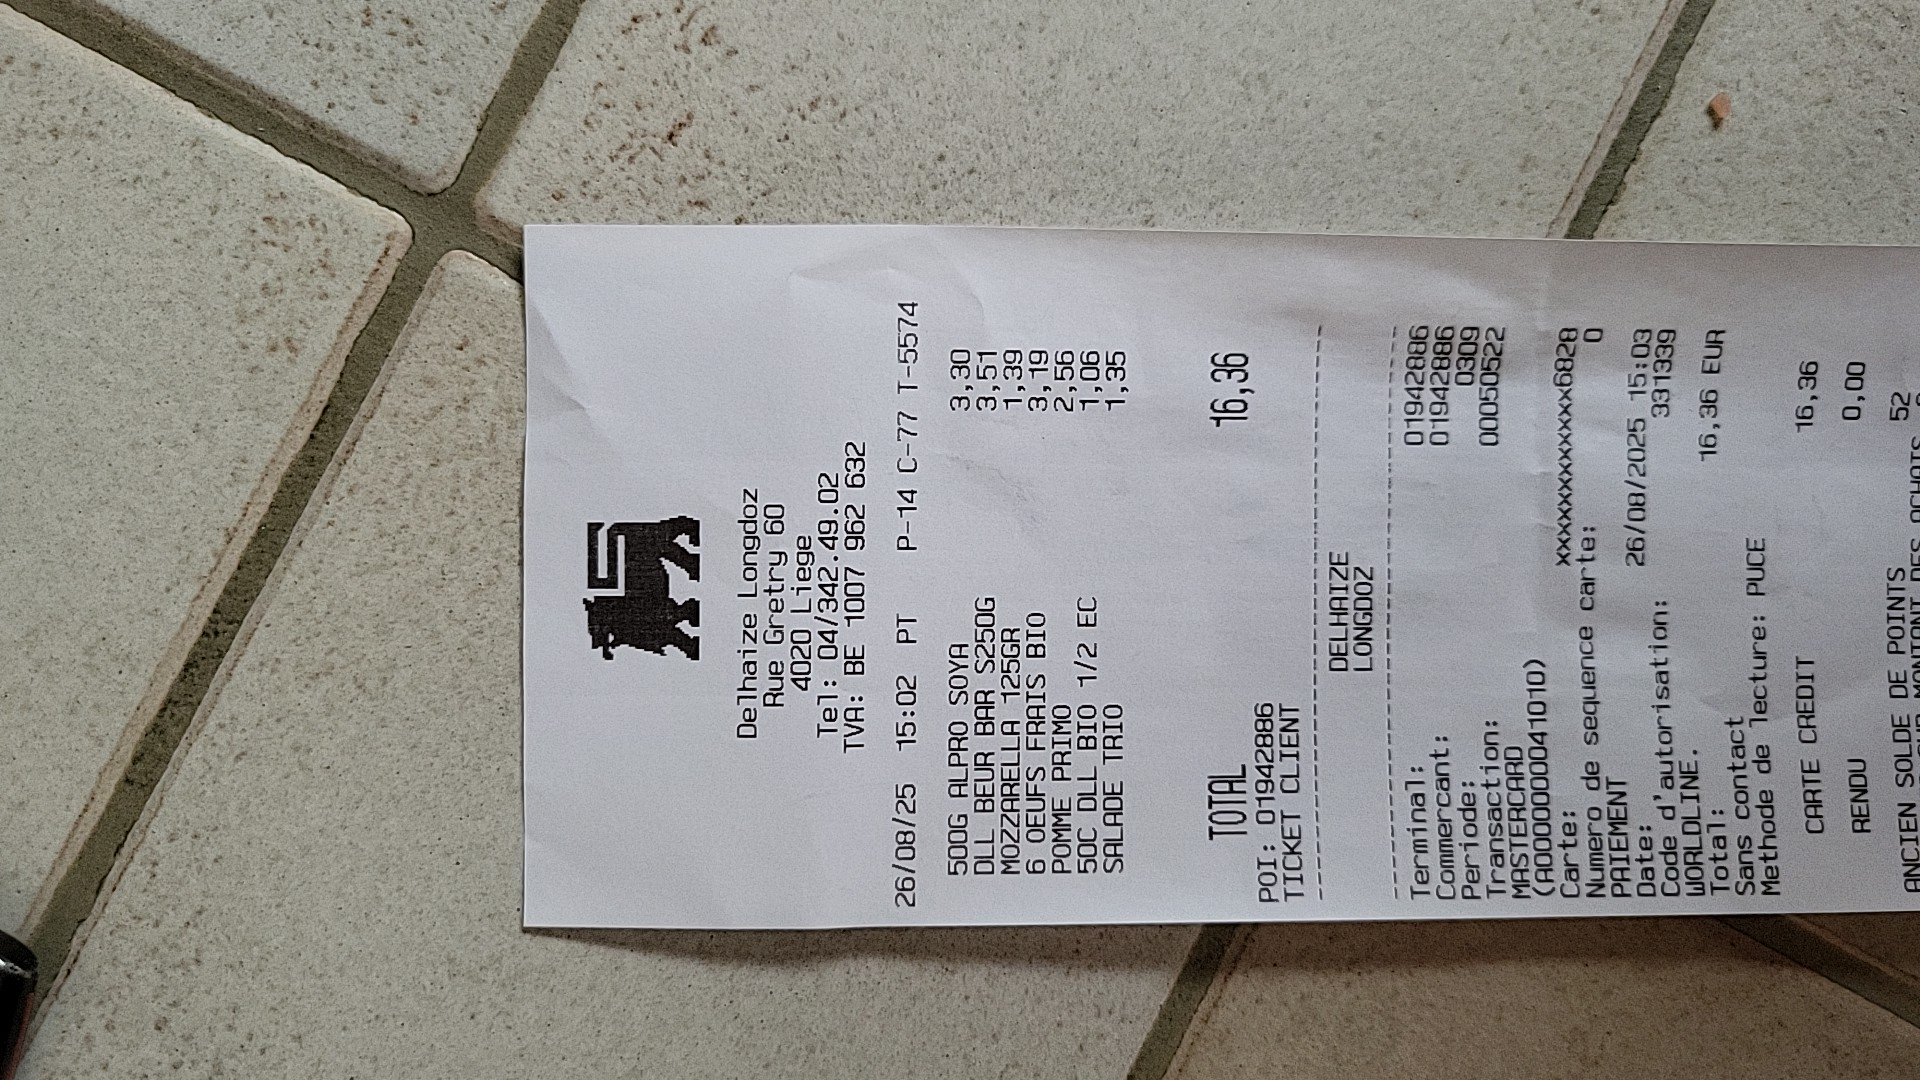 Delhaize Longdoz
Rue Gretry 60
4020 Liege
Tel: 04/342.49.02
TVA: BE 1007 962 632
26/08/25 15:02 PT P-14 C-77 T-5574
500G ALPRO SOYA 3,30
DLL BEUR BAR S250G 3,51
MOZZARELLA 125GR 1,39
6 OEUFS FRAIS BIO 3,19
POMME PRIMO 2,56
50C DLL BIO 1/2 EC 1,06
SALADE TRIO 1,35
TOTAL 16,36
POI: 01942886
TICKET CLIENT
DELHAIZE
LONGDOZ
Terminal: 01942886
Commercant: 01942886
Periode: 0309
Transaction: 00050522
MASTERCARD
(A0000000041010)
Carte: xxxxxxxxxxxx6828
Numero de sequence carte: 0
PAIEMENT
Date: 26/08/2025 15:03
Code d'autorisation: 331339
WORLDLINE.
Total: 16,36 EUR
Sans contact
Methode de lecture: PUCE
CARTE CREDIT 16,36
RENDU 0,00
ANCIEN SOLDE DE POINTS 52
MONTANT DES ACHATS